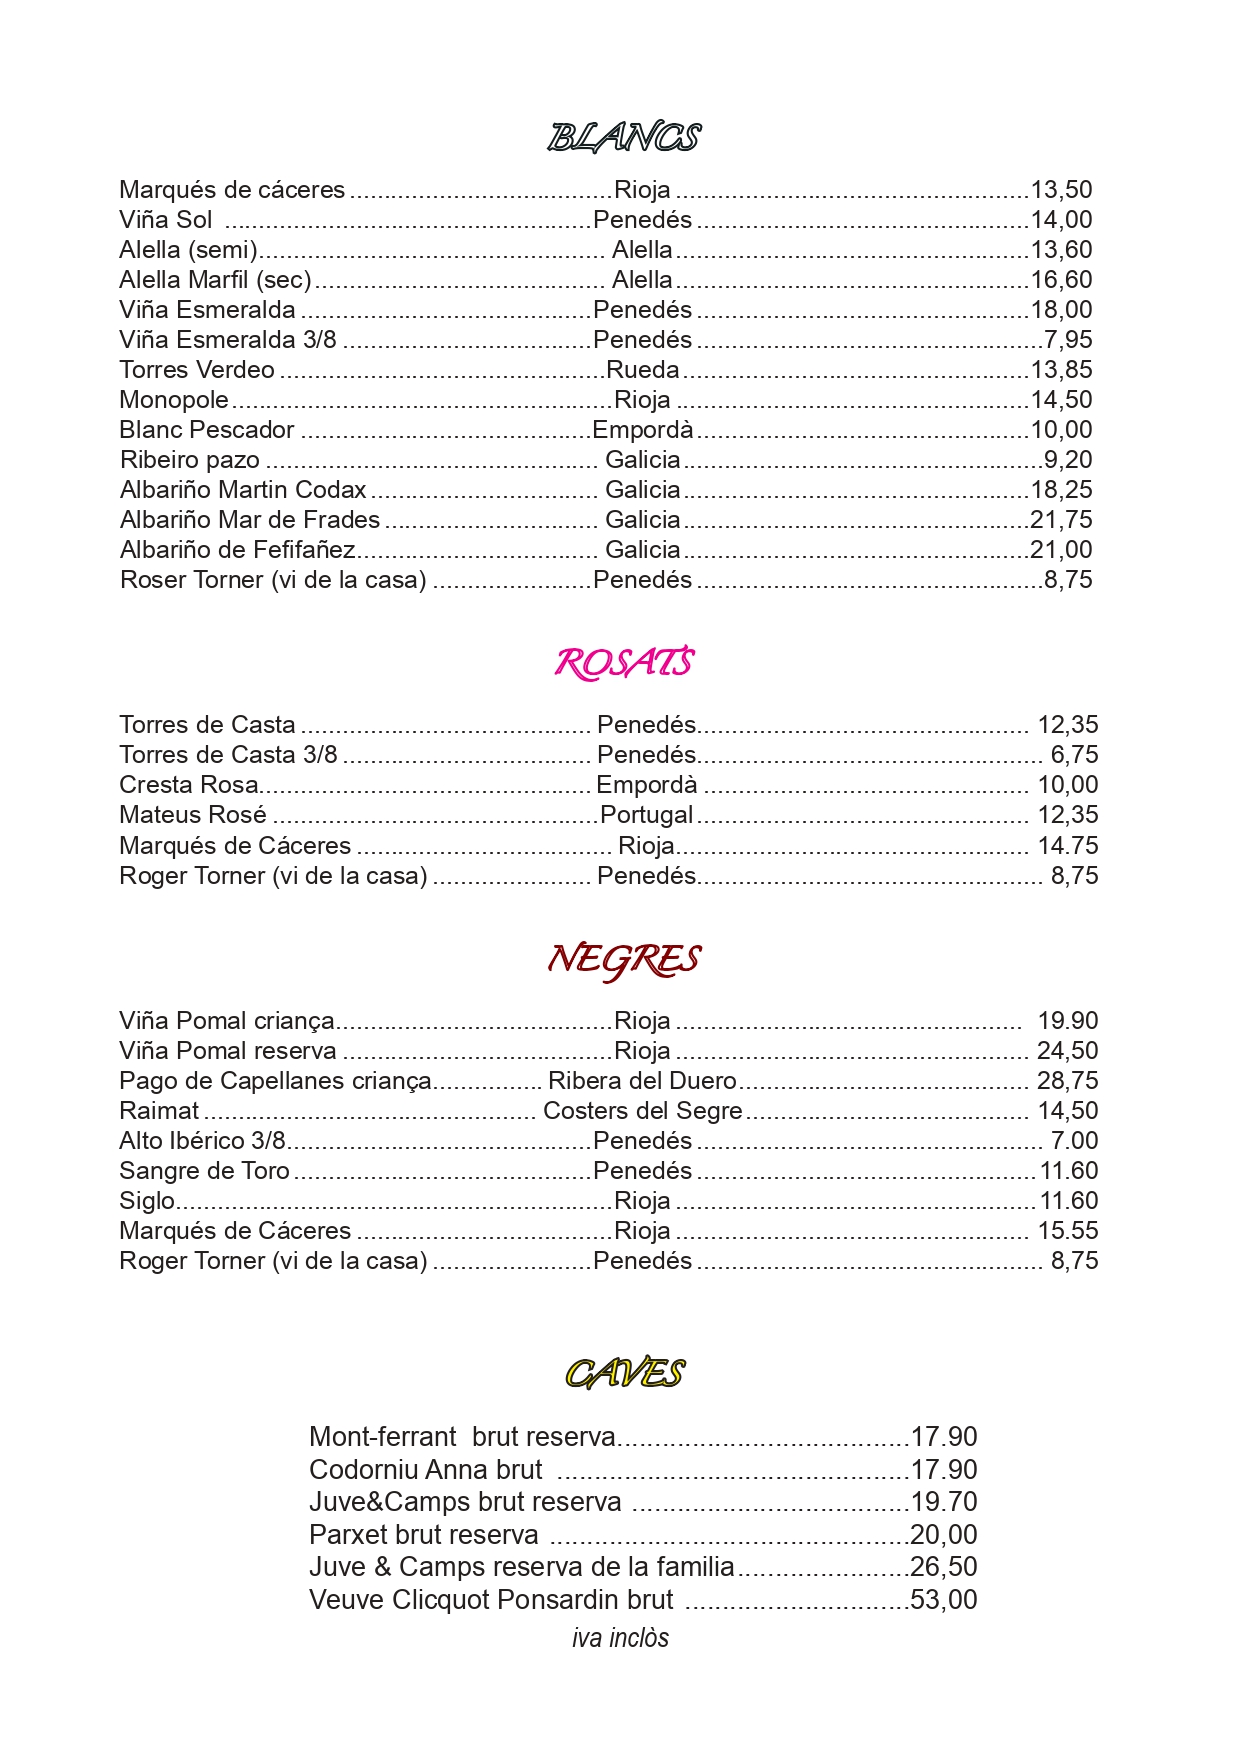 BLANCS
Marqués de cáceres ...................................... Rioja ................................................... 13,50
Viña Sol ..................................................... Penedés ................................................ 14,00
Alella (semi).................................................. Alella ................................................... 13,60
Alella Marfil (sec) .......................................... Alella ................................................... 16,60
Viña Esmeralda .......................................... Penedés ................................................ 18,00
Viña Esmeralda 3/8 .................................... Penedés .................................................. 7,95
Torres Verdeo ............................................... Rueda .................................................. 13,85
Monopole ....................................................... Rioja ................................................... 14,50
Blanc Pescador .......................................... Empordà ................................................ 10,00
Ribeiro pazo ................................................ Galicia .................................................... 9,20
Albariño Martin Codax ................................. Galicia .................................................. 18,25
Albariño Mar de Frades ............................... Galicia .................................................. 21,75
Albariño de Fefifañez................................... Galicia .................................................. 21,00
Roser Torner (vi de la casa) ....................... Penedés .................................................. 8,75
ROSATS
Torres de Casta .......................................... Penedés................................................ 12,35
Torres de Casta 3/8 .................................... Penedés.................................................. 6,75
Cresta Rosa................................................ Empordà ............................................... 10,00
Mateus Rosé ............................................... Portugal ................................................ 12,35
Marqués de Cáceres ..................................... Rioja................................................... 14.75
Roger Torner (vi de la casa) ....................... Penedés.................................................. 8,75
NEGRES
Viña Pomal criança........................................ Rioja .................................................. 19.90
Viña Pomal reserva ....................................... Rioja ................................................... 24,50
Pago de Capellanes criança................ Ribera del Duero.......................................... 28,75
Raimat ................................................ Costers del Segre ......................................... 14,50
Alto Ibérico 3/8............................................ Penedés .................................................. 7.00
Sangre de Toro ........................................... Penedés ................................................. 11.60
Siglo............................................................... Rioja .................................................... 11.60
Marqués de Cáceres ..................................... Rioja ................................................... 15.55
Roger Torner (vi de la casa) ....................... Penedés .................................................. 8,75
CAVES
Mont-ferrant brut reserva.......................................17.90
Codorniu Anna brut ...............................................17.90
Juve&Camps brut reserva .....................................19.70
Parxet brut reserva ................................................20,00
Juve & Camps reserva de la familia.......................26,50
Veuve Clicquot Ponsardin brut ..............................53,00
iva inclòs